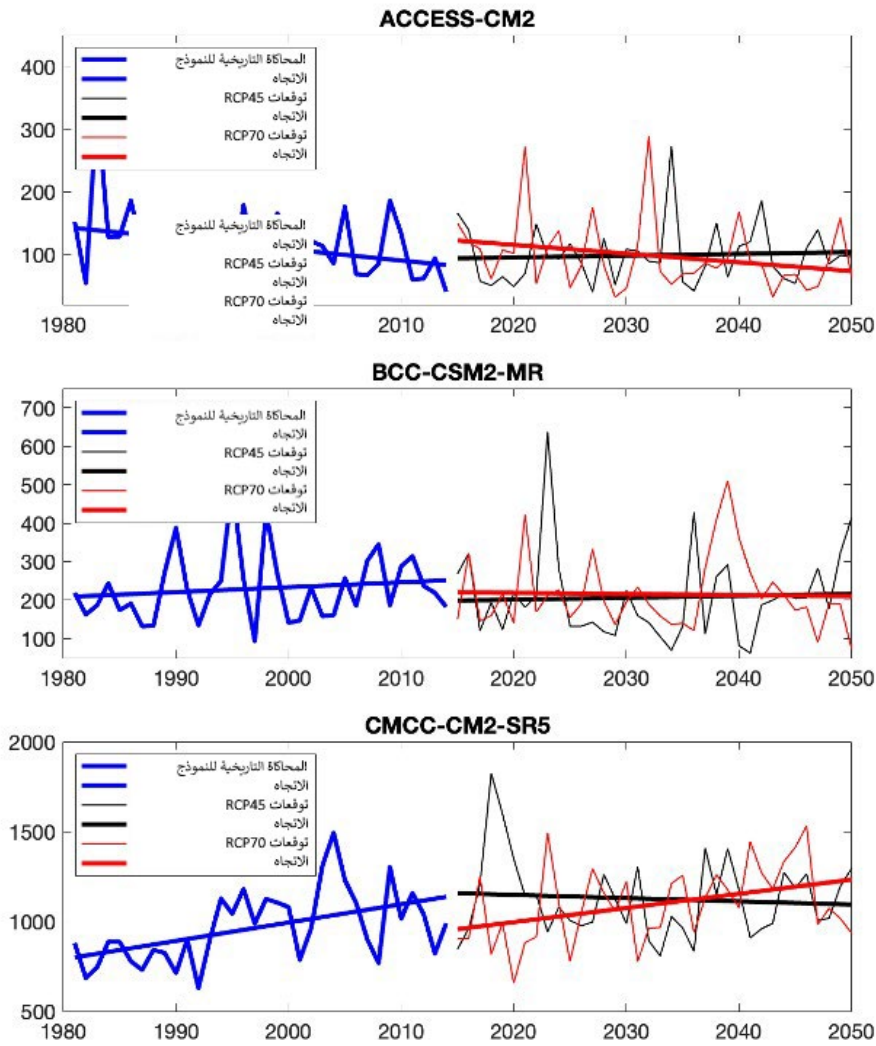 ACCESS-CM2
400
300
200
100
المحاكاة التاريخية للنموذج
الاتجاه
توقعات RCP45
الاتجاه
توقعات RCP70
الاتجاه
المحاكاة التاريخية للنموذج
الاتجاه
توقعات RCP45
الاتجاه
توقعات RCP70
الاتجاه
1980 2010 2020 2030 2040 2050
BCC-CSM2-MR
700
600
500
400
300
200
100
المحاكاة التاريخية للنموذج
الاتجاه
توقعات RCP45
الاتجاه
توقعات RCP70
الاتجاه
1980 1990 2000 2010 2020 2030 2040 2050
CMCC-CM2-SR5
2000
1500
1000
500
المحاكاة التاريخية للنموذج
الاتجاه
توقعات RCP45
الاتجاه
توقعات RCP70
الاتجاه
1980 1990 2000 2010 2020 2030 2040 2050